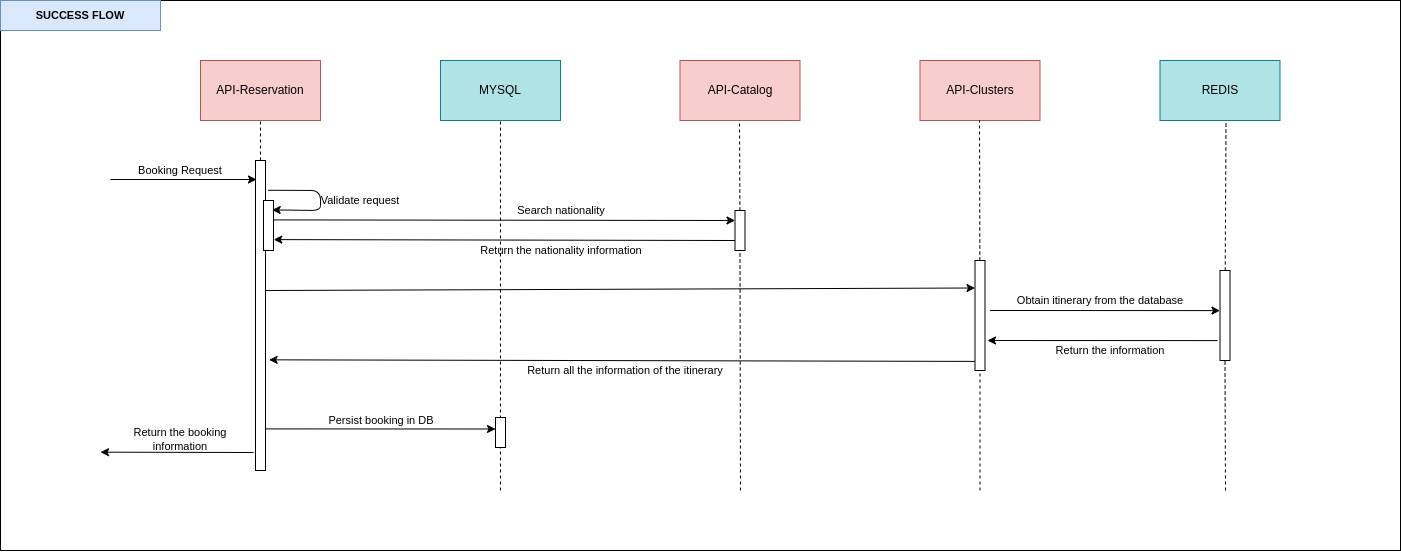 SUCCESS FLOW
API-Reservation
MYSQL
API-Catalog
API-Clusters
REDIS
Booking Request
Validate request
Search nationality
Return the nationality information
Obtain itinerary from the database
Return the information
Return all the information of the itinerary
Persist booking in DB
Return the booking
information